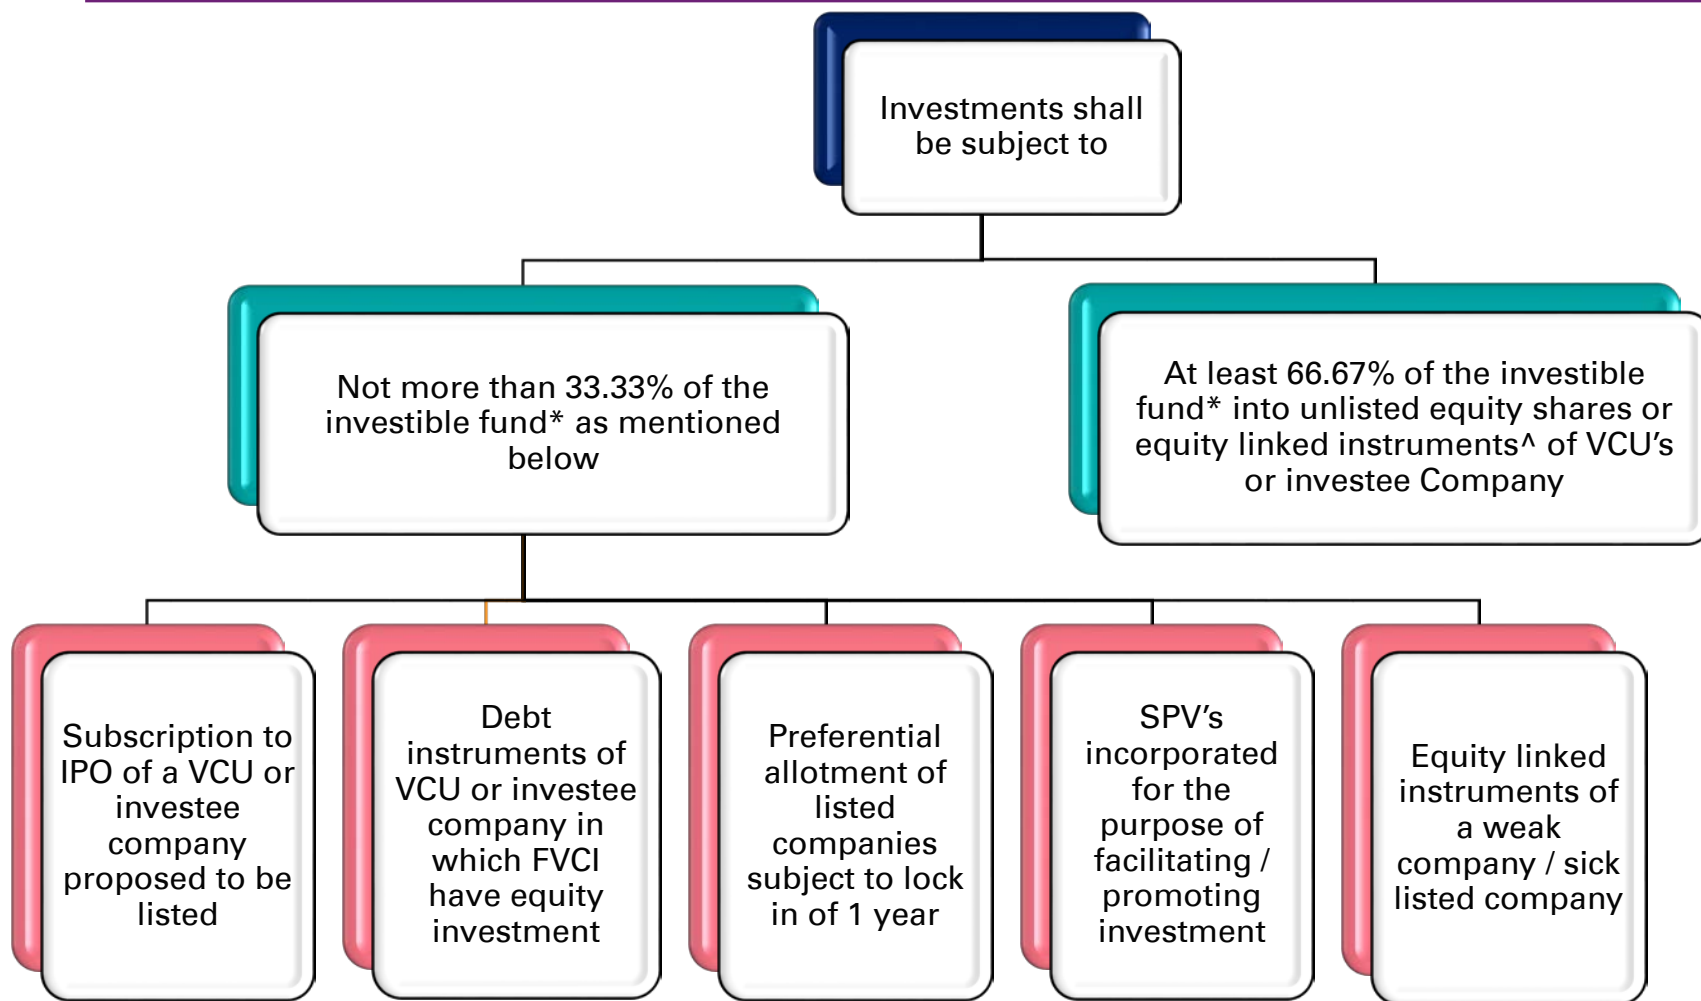 Investments shall
be subject to
Not more than 33.33% of the
investible fund* as mentioned
below
At least 66.67% of the investible
fund* into unlisted equity shares or
equity linked instruments^ of VCU’s
or investee Company
Subscription to
IPO of a VCU or
investee
company
proposed to be
listed
Debt
instruments of
VCU or investee
company in
which FVCI
have equity
investment
Preferential
allotment of
listed
companies
subject to lock
in of 1 year
SPV’s
incorporated
for the
purpose of
facilitating /
promoting
investment
Equity linked
instruments of
a weak
company / sick
listed company